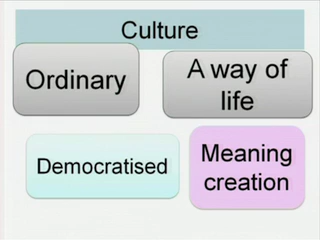 Culture
Ordinary
A way of
life
Democratised
Meaning
creation